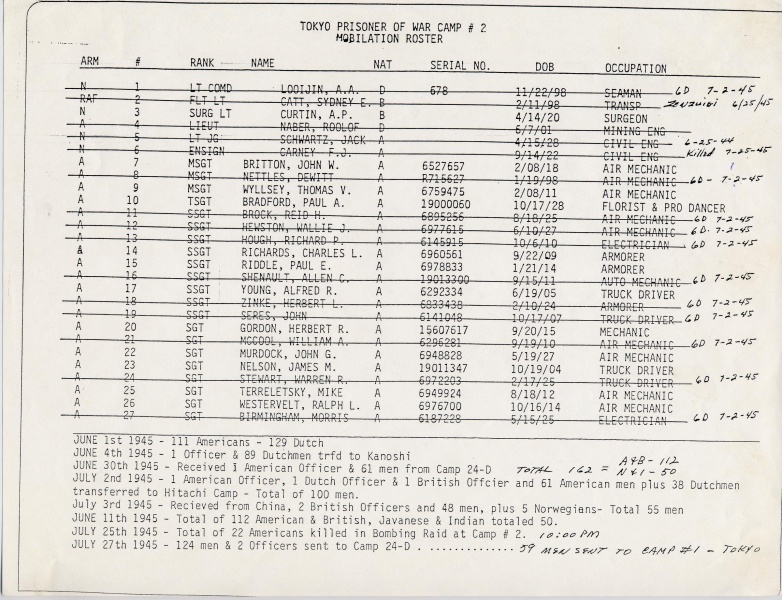 TOKYO PRISONER OF WAR CAMP # 2
MOBILATION ROSTER
ARM # RANK NAME NAT SERIAL NO. DOB OCCUPATION
N 1 LT COMD LOOIJIN, A.A. D 678 11/22/98 SEAMAN 6D 7-2-45
RAF 2 FLT LT CATT, SYDNEY E. B 2/11/98 TRANSP Zenzuigi 6/25/45
N 3 SURG LT CURTIN, A.P. B 4/14/20 SURGEON
A 4 LIEUT NABER, ROOLOF D 6/7/01 MINING ENG
N 5 LT JG SCHWARTZ, JACK A 4/15/28 CIVIL ENG 6-25-44
N 6 ENSIGN CARNEY F.J. A 9/14/22 CIVIL ENG Killed 7-25-45
A 7 MSGT BRITTON, JOHN W. A 6527657 2/08/18 AIR MECHANIC
A 8 MSGT NETTLES, DEWITT A R715627 1/19/98 AIR MECHANIC 6D - 7-2-45
A 9 MSGT WYLLSEY, THOMAS V. A 6759475 2/08/11 AIR MECHANIC
A 10 TSGT BRADFORD, PAUL A. A 19000060 10/17/28 FLORIST & PRO DANCER
A 11 SSGT BROCK, REID H. A 6895256 8/18/25 AIR MECHANIC 6D 7-2-45
A 12 SSGT HEWSTON, WALLIE J. A 6977615 6/10/27 AIR MECHANIC 6D. 7-2-45
A 13 SSGT HOUGH, RICHARD P. A 6145915 10/6/10 ELECTRICIAN 6D 7-2-45
A 14 SSGT RICHARDS, CHARLES L. A 6960561 9/22/09 ARMORER
A 15 SSGT RIDDLE, PAUL E. A 6978833 1/21/14 ARMORER
A 16 SSGT SHENAULT, ALLEN C. A 19013300 9/15/11 AUTO MECHANIC 6D 7-2-45
A 17 SSGT YOUNG, ALFRED R. A 6292334 6/19/05 TRUCK DRIVER
A 18 SSGT ZINKE, HERBERT L. A 6833438 2/10/24 ARMORER 6D 7-2-45
A 19 SSGT SERES, JOHN A 6141048 10/17/07 TRUCK DRIVER 6D 7-2-45
A 20 SGT GORDON, HERBERT R. A 15607617 9/20/15 MECHANIC
A 21 SGT MCCOOL, WILLIAM A. A 6296281 9/19/10 AIR MECHANIC 6D 7-2-45
A 22 SGT MURDOCK, JOHN G. A 6948828 5/19/27 AIR MECHANIC
A 23 SGT NELSON, JAMES M. A 19011347 10/19/04 TRUCK DRIVER
A 24 SGT STEWART, WARREN R. A 6972203 2/17/25 TRUCK DRIVER 6D 7-2-45
A 25 SGT TERRELETSKY, MIKE A 6949924 8/18/12 AIR MECHANIC
A 26 SGT WESTERVELT, RALPH L. A 6976700 10/16/14 AIR MECHANIC
A 27 SGT BIRMINGHAM, MORRIS A 6187228 5/15/25 ELECTRICIAN 6D 7-2-45
JUNE 1st 1945 - 111 Americans - 129 Dutch
JUNE 4th 1945 - 1 Officer & 89 Dutchmen trfd to Kanoshi
JUNE 30th 1945 - Received 1 American Officer & 61 men from Camp 24-D TOTAL 162 = A&B - 112
N&I - 50
JULY 2nd 1945 - 1 American Officer, 1 Dutch Officer & 1 British Offcier and 61 American men plus 38 Dutchmen
transferred to Hitachi Camp - Total of 100 men.
July 3rd 1945 - Recieved from China, 2 British Officers and 48 men, plus 5 Norwegians- Total 55 men
JUNE 11th 1945 - Total of 112 American & British, Javanese & Indian totaled 50.
JULY 25th 1945 - Total of 22 Americans killed in Bombing Raid at Camp # 2. 10:00 PM
JULY 27th 1945 - 124 men & 2 Officers sent to Camp 24-D . .............. 59 MEN SENT TO CAMP #1 - TOKYO